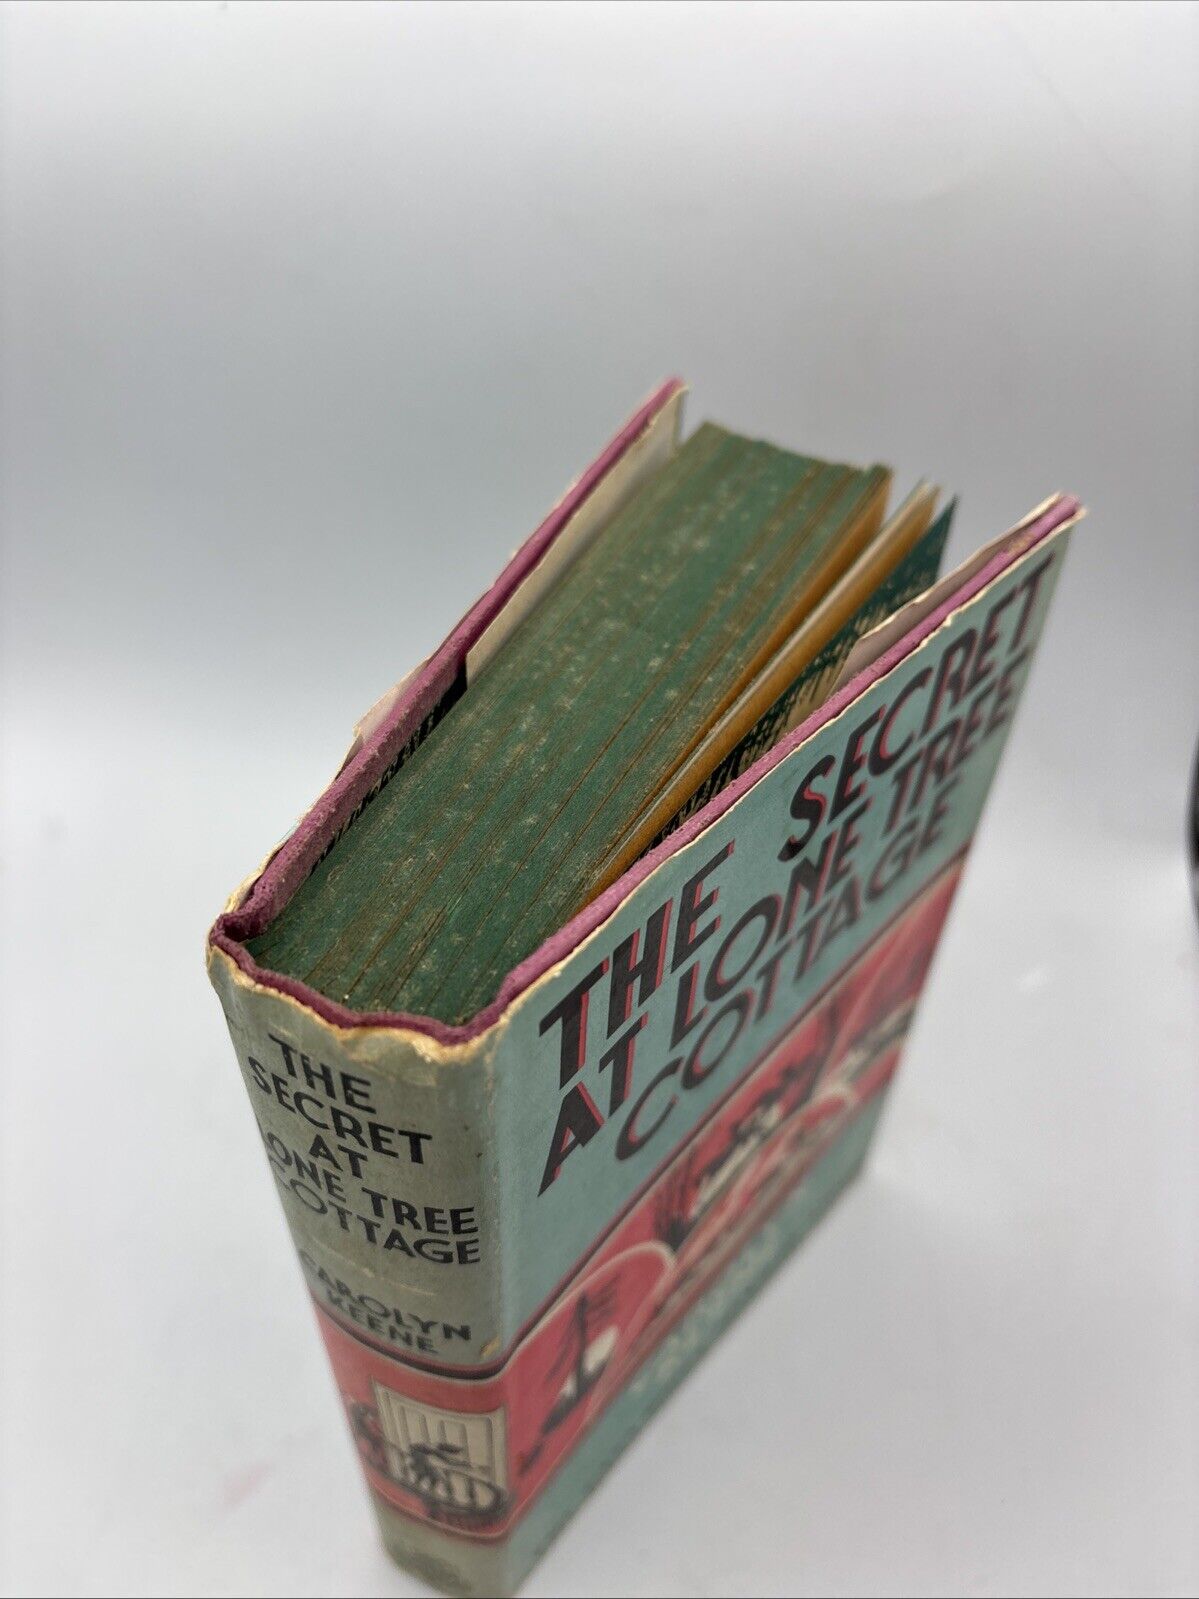 THE
SECRET
AT
LONE TREE
COTTAGE
CAROLYN
KEENE
THE SECRET
AT LONE TREE
COTTAGE